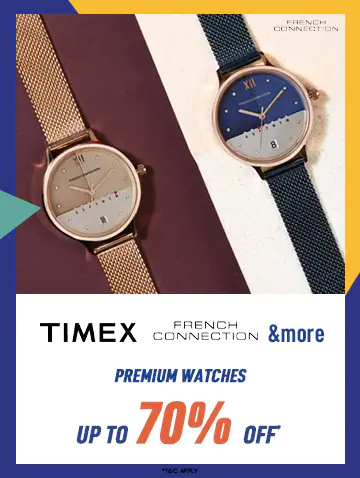 FRENCH
CONNECTION
TIMEX FRENCH CONNECTION &more
PREMIUM WATCHES
UP TO 70% OFF*
*T&C APPLY